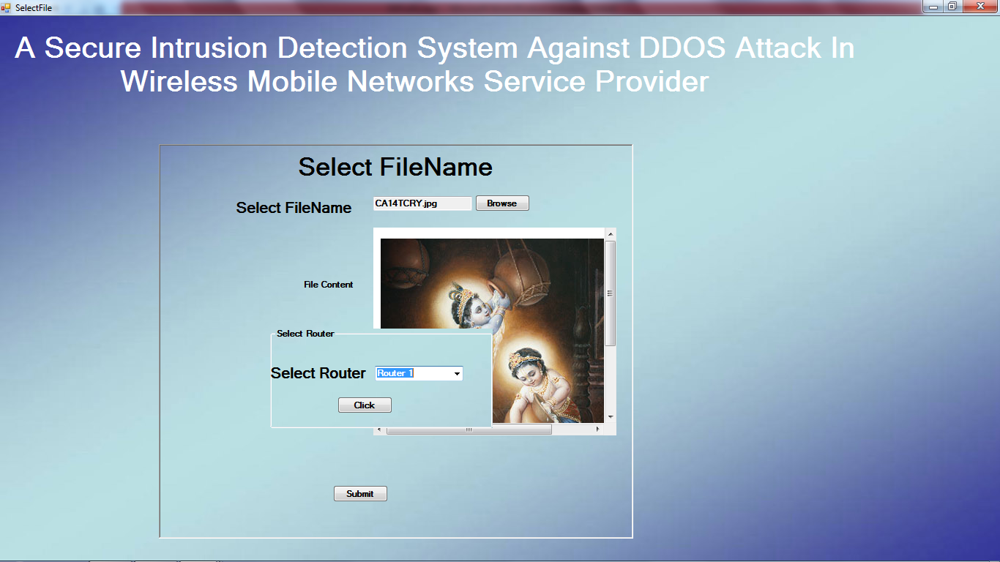 SelectFile
A Secure Intrusion Detection System Against DDOS Attack In
Wireless Mobile Networks Service Provider
Select FileName
Select FileName CA14TCRY.jpg Browse
File Content
Select Router
Select Router Router 1
Click
Submit